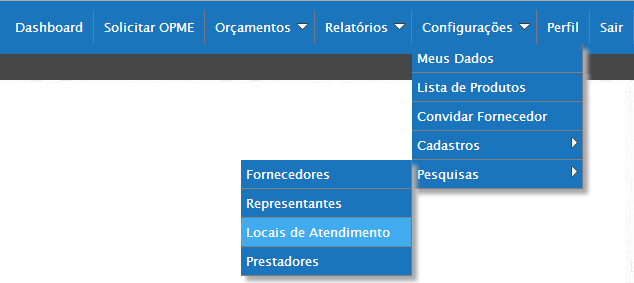 Dashboard Solicitar OPME Orçamentos Relatórios Configurações Perfil Sair
Meus Dados
Lista de Produtos
Convidar Fornecedor
Cadastros
Pesquisas
Fornecedores
Representantes
Locais de Atendimento
Prestadores